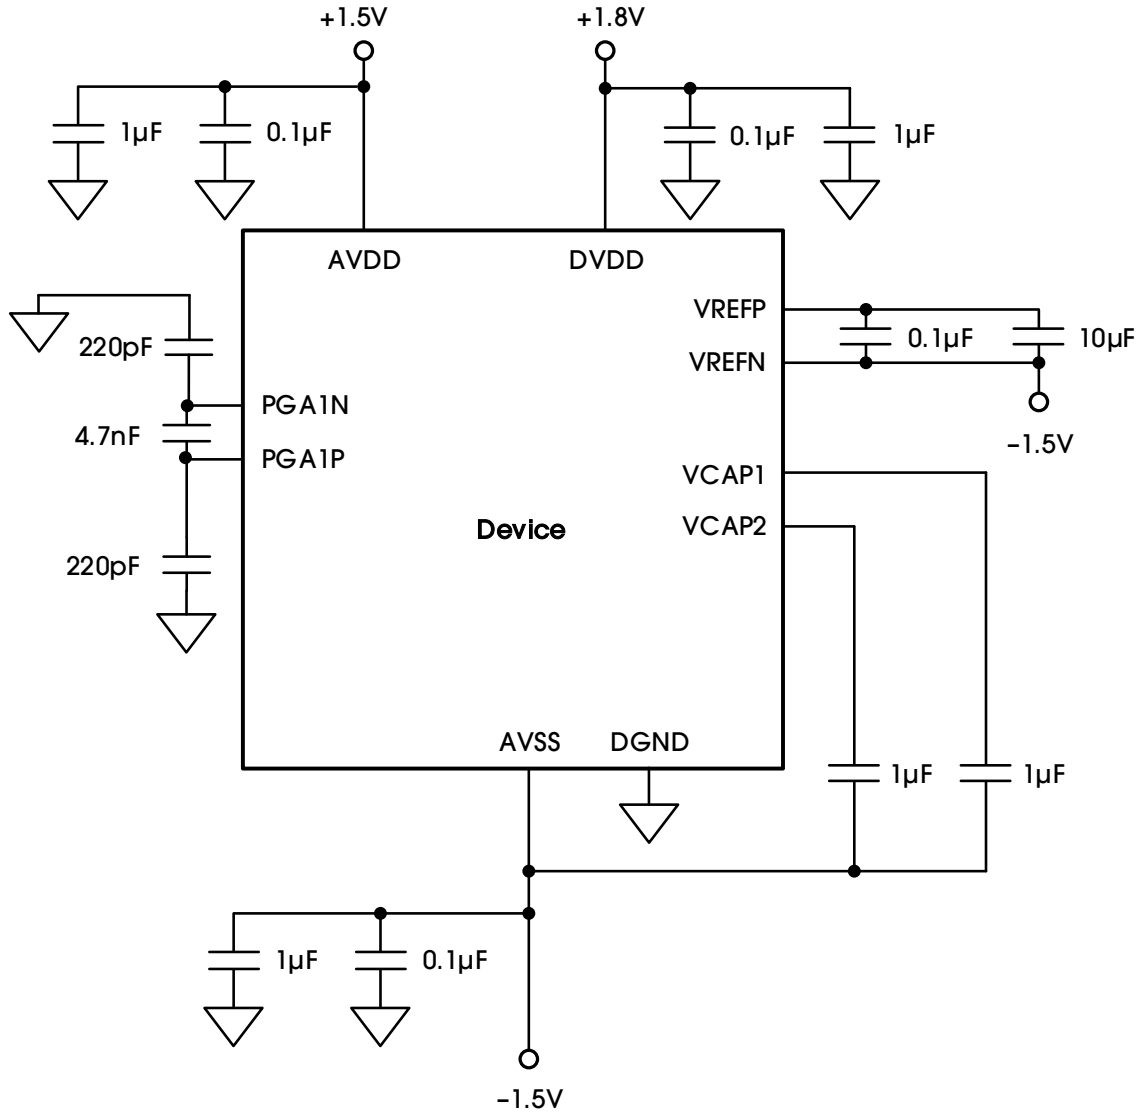 +1.5V
+1.8V
1µF
0.1µF
0.1µF
1µF
AVDD
DVDD
VREFP
220pF
0.1µF
10µF
VREFN
PGA1N
4.7nF
–1.5V
PGA1P
VCAP1
VCAP2
Device
220pF
AVSS
DGND
1µF
1µF
1µF
0.1µF
–1.5V